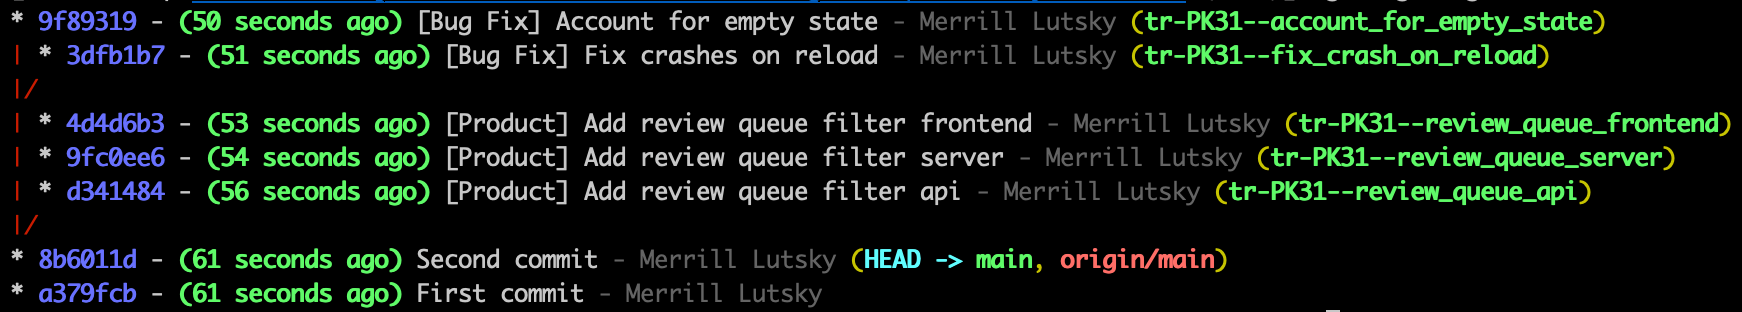 * 9f89319 - (50 seconds ago) [Bug Fix] Account for empty state - Merrill Lutsky (tr-PK31--account_for_empty_state)
| * 3dfb1b7 - (51 seconds ago) [Bug Fix] Fix crashes on reload - Merrill Lutsky (tr-PK31--fix_crash_on_reload)
|/
| * 4d4d6b3 - (53 seconds ago) [Product] Add review queue filter frontend - Merrill Lutsky (tr-PK31--review_queue_frontend)
| * 9fc0ee6 - (54 seconds ago) [Product] Add review queue filter server - Merrill Lutsky (tr-PK31--review_queue_server)
| * d341484 - (56 seconds ago) [Product] Add review queue filter api - Merrill Lutsky (tr-PK31--review_queue_api)
|/
* 8b6011d - (61 seconds ago) Second commit - Merrill Lutsky (HEAD -> main, origin/main)
* a379fcb - (61 seconds ago) First commit - Merrill Lutsky